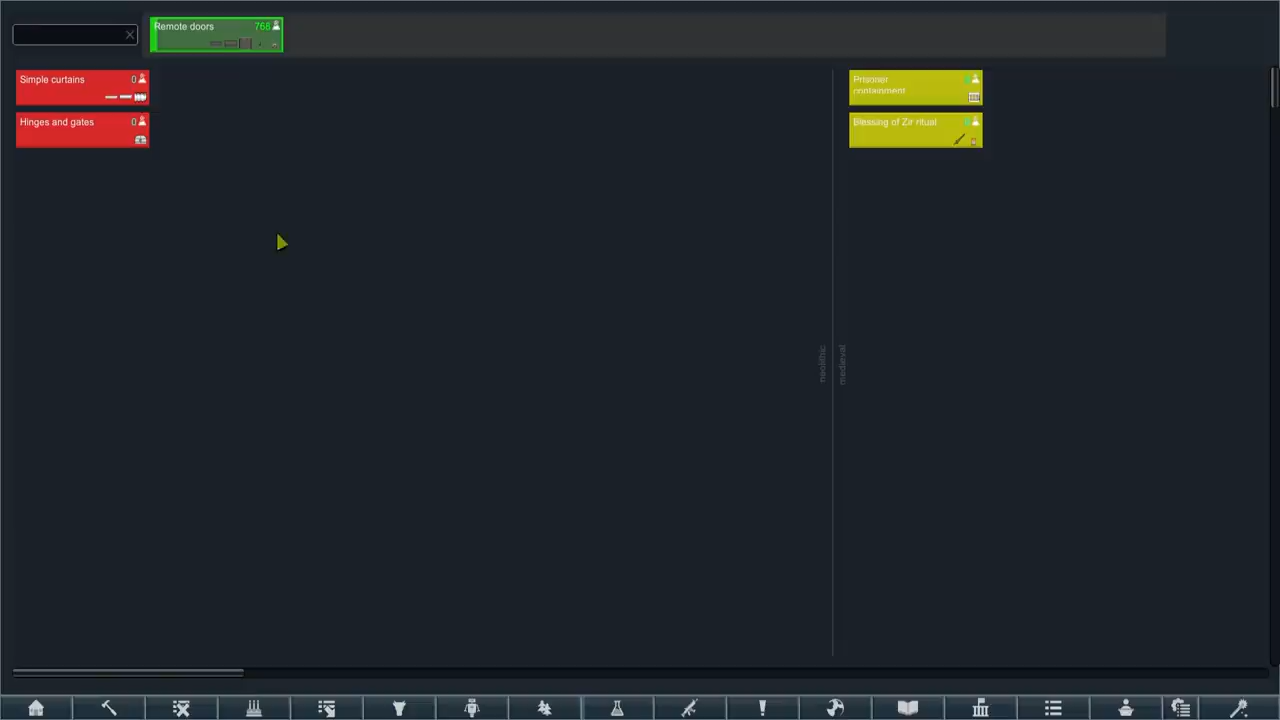 Remote doors 768
Simple curtains 0
Hinges and gates 0
Prisoner
containment
Blessing of Zir ritual
neolithic
medieval